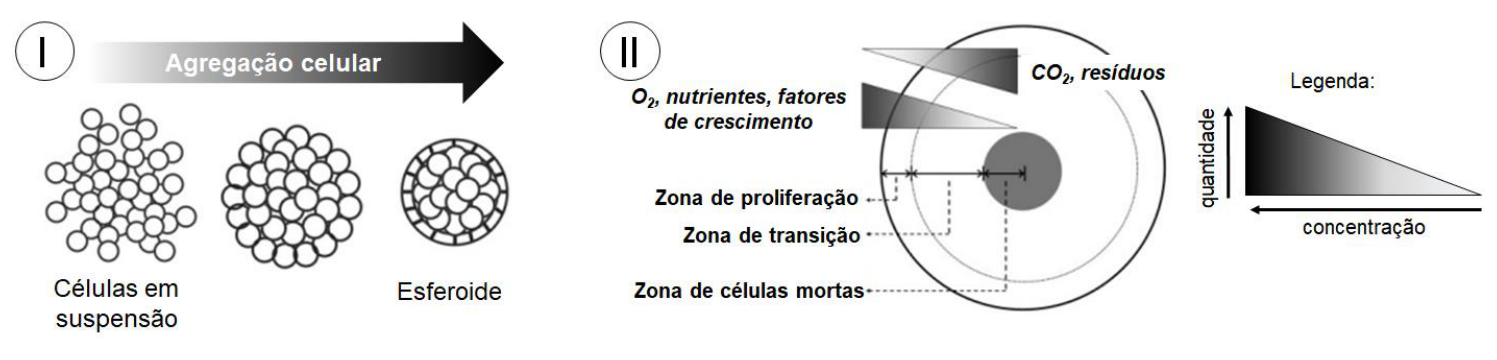 I
Agregação celular
Células em
suspensão
Esferoide
II
CO2, resíduos
O2, nutrientes, fatores
de crescimento
Zona de proliferação
Zona de transição
Zona de células mortas
Legenda:
quantidade
concentração